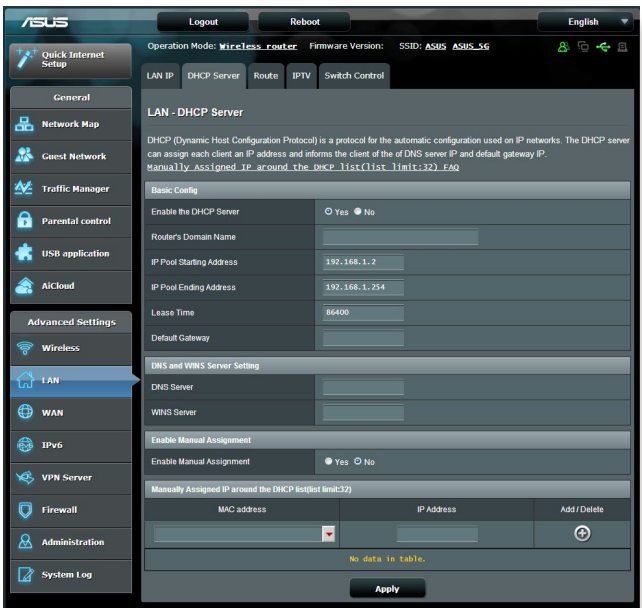 ASUS
Logout
Reboot
English
Quick Internet
Setup
Operation Mode: Wireless router Firmware Version: SSID: ASUS ASUS_5G
LAN IP DHCP Server Route IPTV Switch Control
General
Network Map
Guest Network
Traffic Manager
Parental control
USB application
AiCloud
Advanced Settings
Wireless
LAN
WAN
IPv6
VPN Server
Firewall
Administration
System Log
LAN - DHCP Server
DHCP (Dynamic Host Configuration Protocol) is a protocol for the automatic configuration used on IP networks. The DHCP server
can assign each client an IP address and informs the client of the of DNS server IP and default gateway IP.
Manually Assigned IP around the DHCP list(list limit:32) FAQ
Basic Config
Enable the DHCP Server Yes No
Router's Domain Name
IP Pool Starting Address 192.168.1.2
IP Pool Ending Address 192.168.1.254
Lease Time 86400
Default Gateway
DNS and WINS Server Setting
DNS Server
WINS Server
Enable Manual Assignment
Enable Manual Assignment Yes No
Manually Assigned IP around the DHCP list(list limit:32)
MAC address IP Address Add / Delete
No data in table.
Apply